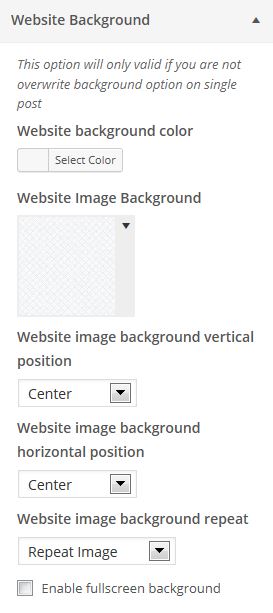 Website Background
This option will only valid if you are not
overwrite background option on single
post
Website background color
Select Color
Website Image Background
Website image background vertical
position
Center
Website image background
horizontal position
Center
Website image background repeat
Repeat Image
Enable fullscreen background